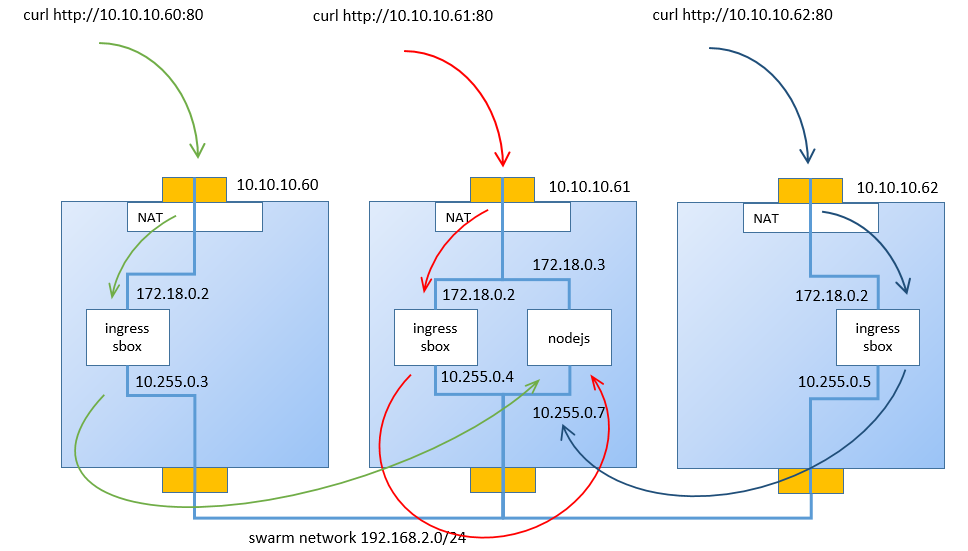 curl http://10.10.10.60:80
curl http://10.10.10.61:80
curl http://10.10.10.62:80
10.10.10.60
10.10.10.61
10.10.10.62
NAT
NAT
NAT
172.18.0.3
172.18.0.2
172.18.0.2
172.18.0.2
ingress
sbox
ingress
sbox
nodejs
ingress
sbox
10.255.0.3
10.255.0.4
10.255.0.5
10.255.0.7
swarm network 192.168.2.0/24